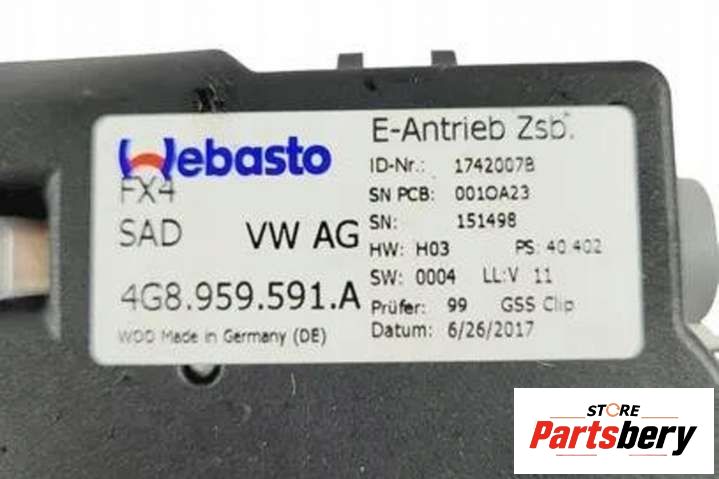 Webasto
FX4
SAD VW AG
4G8.959.591.A
WOO Made in Germany (DE)
E-Antrieb Zsb.
ID-Nr.: 1742007B
SN PCB: 001OA23
SN: 151498
HW: H03 PS: 40.402
SW: 0004 LL:V 11
Prüfer: 99 GSS Clip
Datum: 6/26/2017
STORE
Partsbery